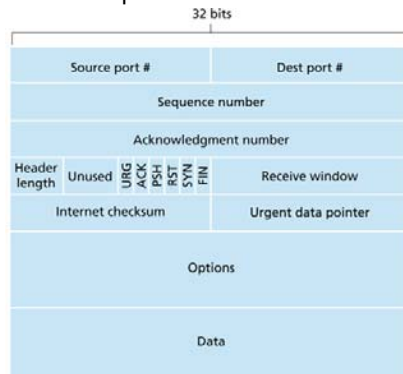 32 bits
Source port # Dest port #
Sequence number
Acknowledgment number
Header length Unused URG ACK PSH RST SYN FIN Receive window
Internet checksum Urgent data pointer
Options
Data